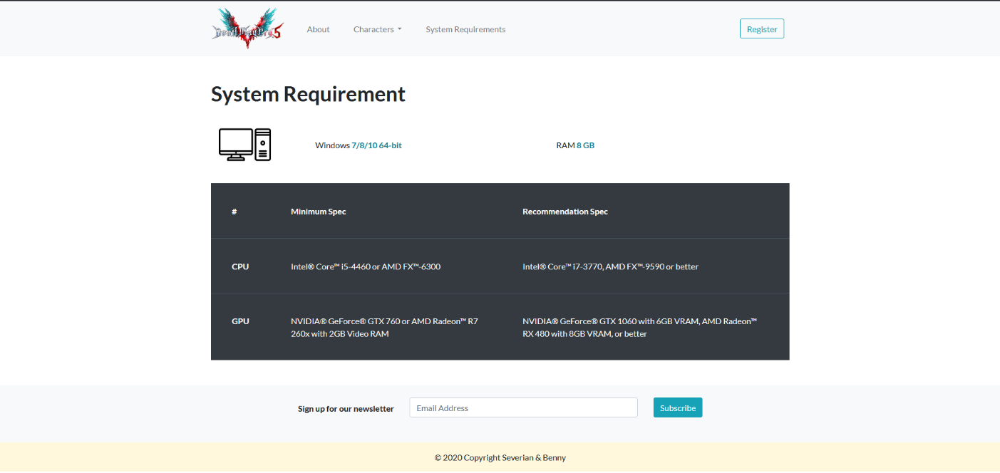 Devil May Cry 5
About
Characters
System Requirements
Register
System Requirement
Windows 7/8/10 64-bit
RAM 8 GB
# Minimum Spec Recommendation Spec
CPU Intel® Core™ i5-4460 or AMD FX™-6300 Intel® Core™ i7-3770, AMD FX™-9590 or better
GPU NVIDIA® GeForce® GTX 760 or AMD Radeon™ R7 NVIDIA® GeForce® GTX 1060 with 6GB VRAM, AMD Radeon™
260x with 2GB Video RAM RX 480 with 8GB VRAM, or better
Sign up for our newsletter
Email Address
Subscribe
© 2020 Copyright Severian & Benny